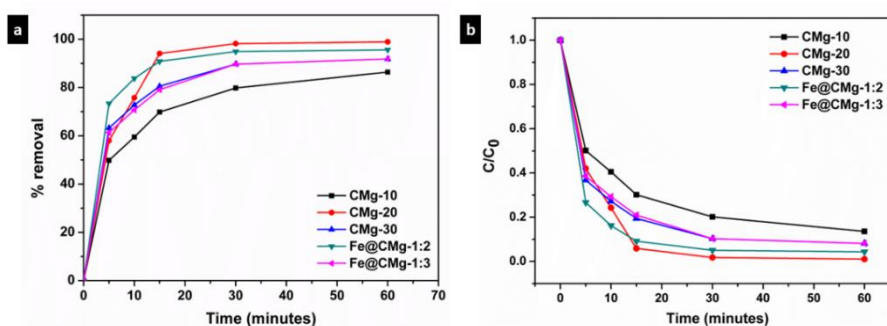 a
% removal
100
80
60
40
20
0
CMg-10
CMg-20
CMg-30
Fe@CMg-1:2
Fe@CMg-1:3
0 10 20 30 40 50 60 70
Time (minutes)
b
C/C0
1.0
0.8
0.6
0.4
0.2
0.0
CMg-10
CMg-20
CMg-30
Fe@CMg-1:2
Fe@CMg-1:3
0 10 20 30 40 50 60
Time (minutes)